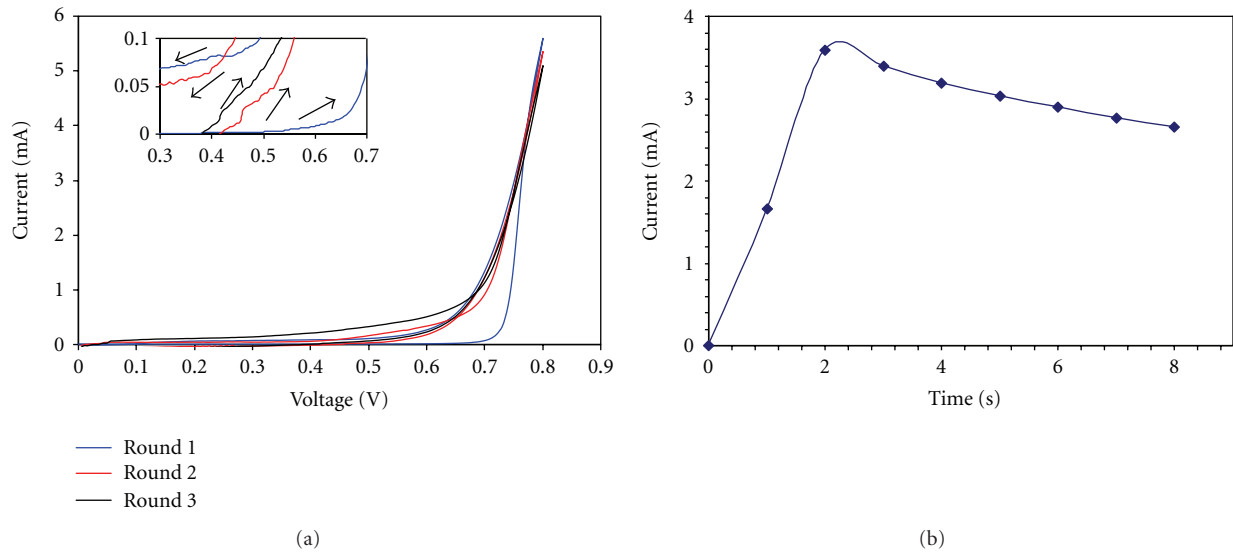 6
5
4
3
2
1
0
Current (mA)
0.1
0.05
0
0.3 0.4 0.5 0.6 0.7
0 0.1 0.2 0.3 0.4 0.5 0.6 0.7 0.8 0.9
Voltage (V)
Round 1
Round 2
Round 3
(a)
4
3
2
1
0
Current (mA)
0 2 4 6 8
Time (s)
(b)